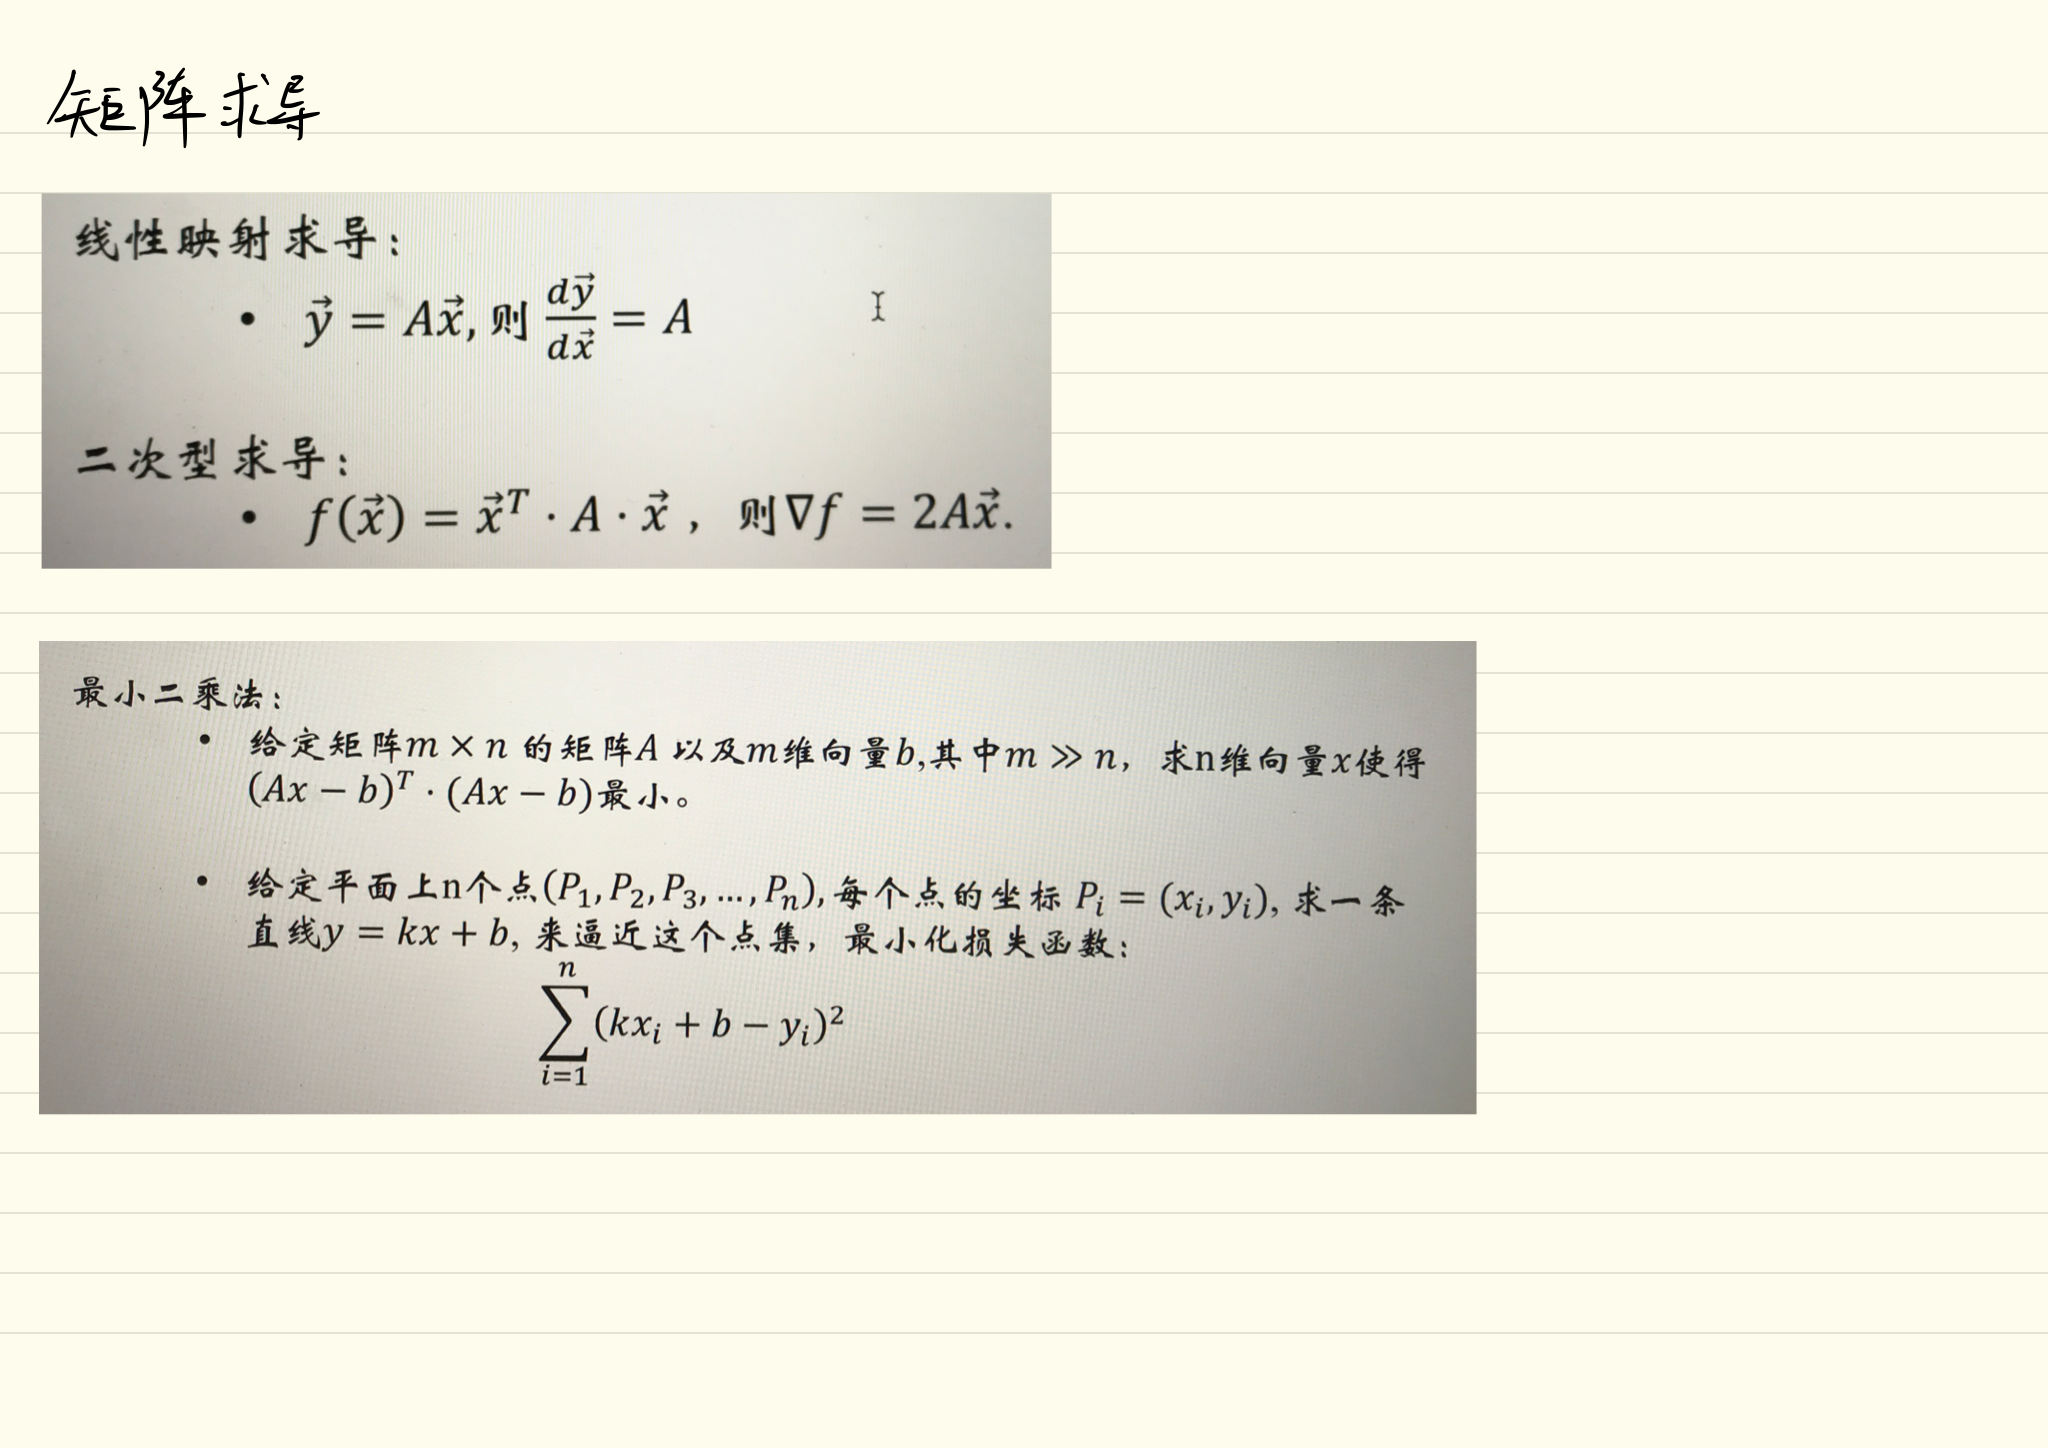 矩阵求导
线性映射求导：
• $\vec{y} = A\vec{x}$, 则 $\frac{d\vec{y}}{d\vec{x}} = A$
二次型求导：
• $f(\vec{x}) = \vec{x}^T \cdot A \cdot \vec{x}$ ， 则$\nabla f = 2A\vec{x}$.
最小二乘法：
• 给定矩阵$m \times n$ 的矩阵$A$ 以及$m$维向量$b$,其中$m \gg n$， 求n维向量$x$使得
$(Ax - b)^T \cdot (Ax - b)$最小。
• 给定平面上n个点$(P_1, P_2, P_3, \ldots, P_n)$,每个点的坐标 $P_i = (x_i, y_i)$, 求一条
直线$y = kx + b$, 来逼近这个点集，最小化损失函数：
$\sum_{i=1}^{n}(kx_i + b - y_i)^2$